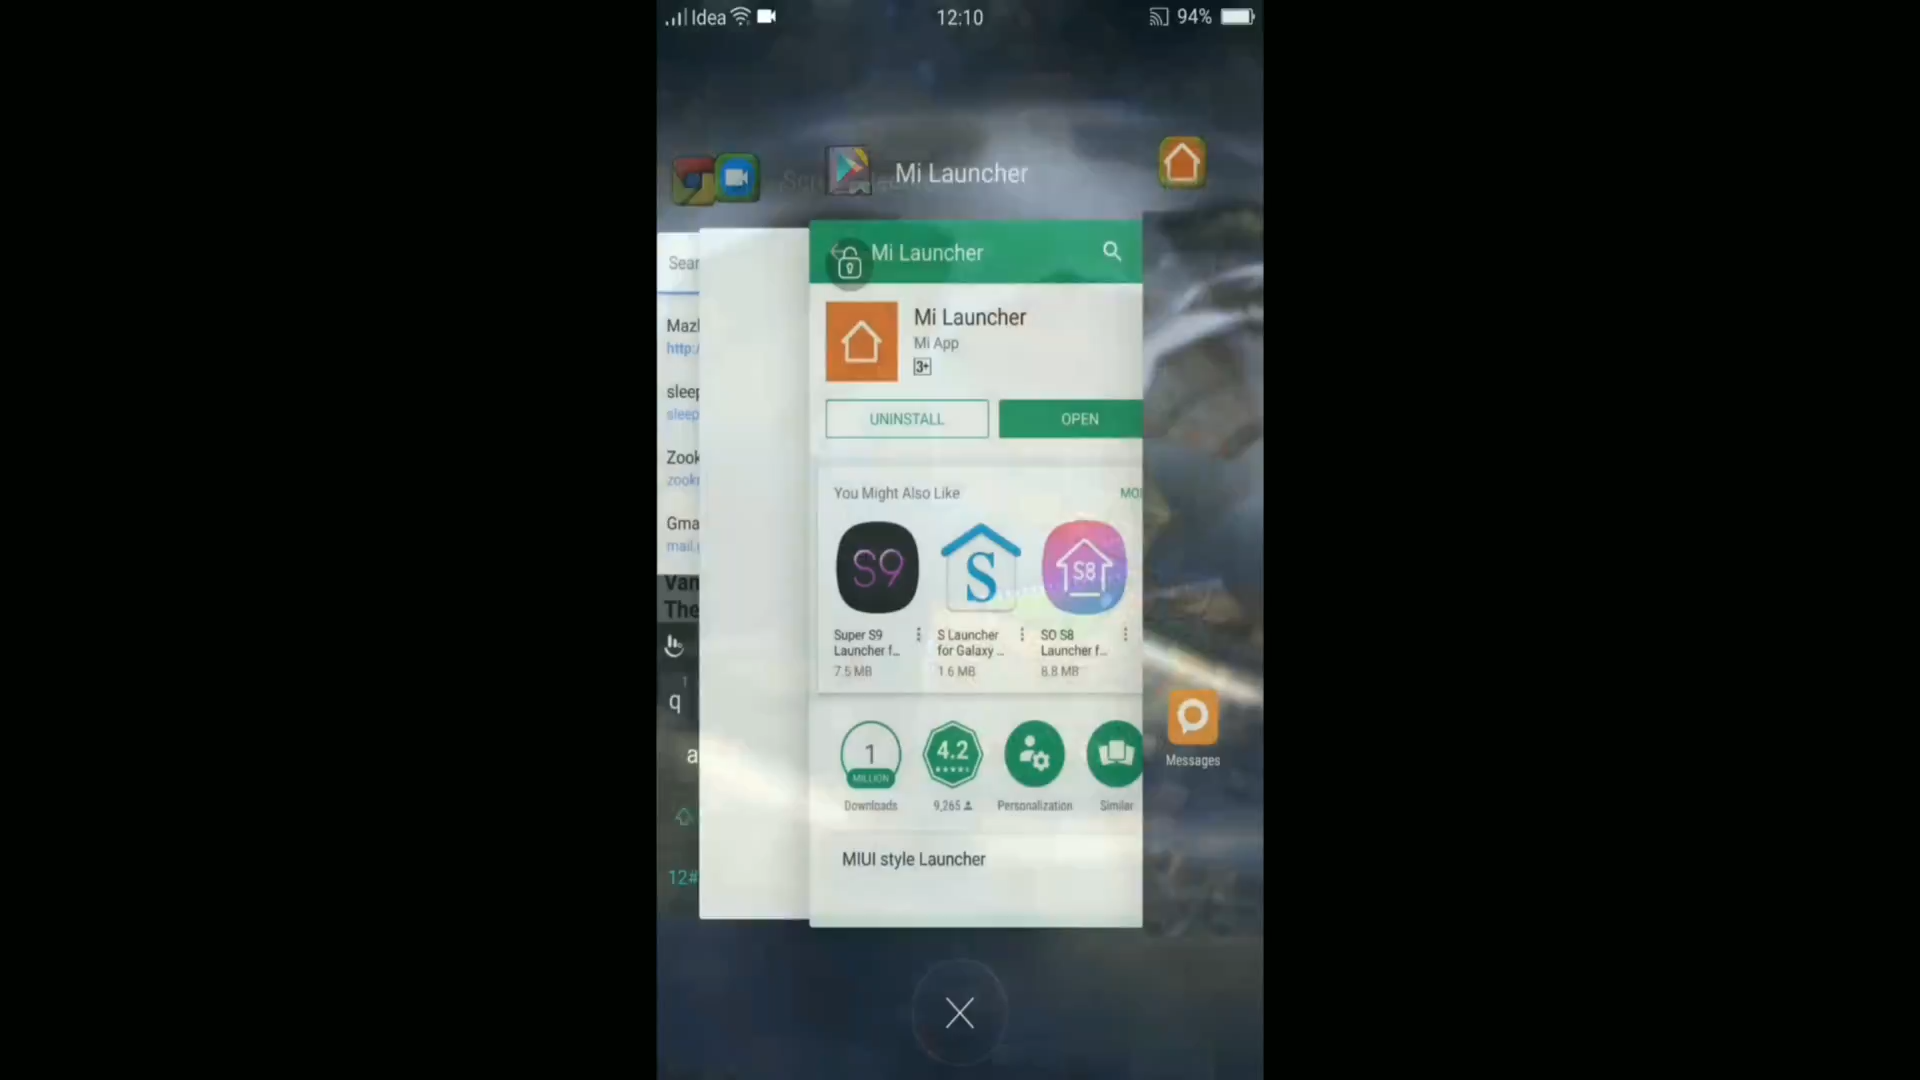 Idea
12:10
94%
Mi Launcher
Mi Launcher
Mi Launcher
Mi App
3+
UNINSTALL
OPEN
You Might Also Like
S9
S
S8
Super S9
Launcher f...
7.5 MB
S Launcher
for Galaxy ...
1.6 MB
SO S8
Launcher f...
8.8 MB
1
MILLION
Downloads
4.2
9,265
Personalization
Similar
MIUI style Launcher
Messages
Sear
http:/
sleep
sleep
Zook
Gma
mail.
Van
The
1
q
a
12#